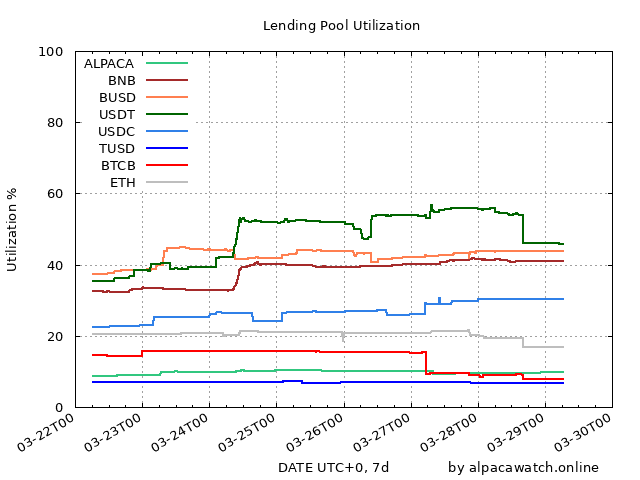 Lending Pool Utilization
100
80
60
40
20
0
Utilization %
ALPACA
BNB
BUSD
USDT
USDC
TUSD
BTCB
ETH
03-22T00
03-23T00
03-24T00
03-25T00
03-26T00
03-27T00
03-28T00
03-29T00
03-30T00
DATE UTC+0, 7d
by alpacawatch.online